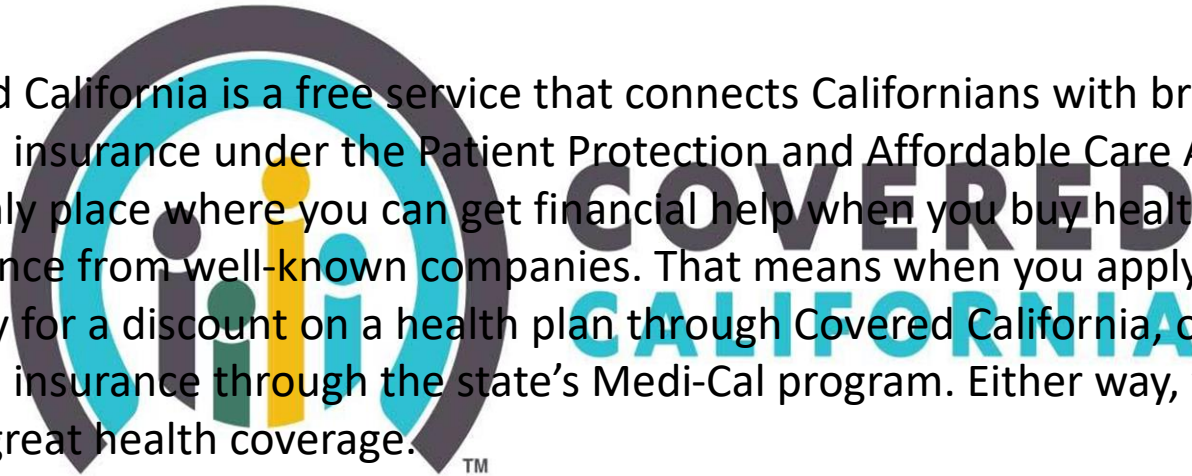 d California is a free service that connects Californians with br
insurance under the Patient Protection and Affordable Care A
ly place where you can get financial help when you buy healt
nce from well-known companies. That means when you apply
y for a discount on a health plan through Covered California, o
insurance through the state’s Medi-Cal program. Either way,
great health coverage.
COVERED
CALIFORNIA
TM